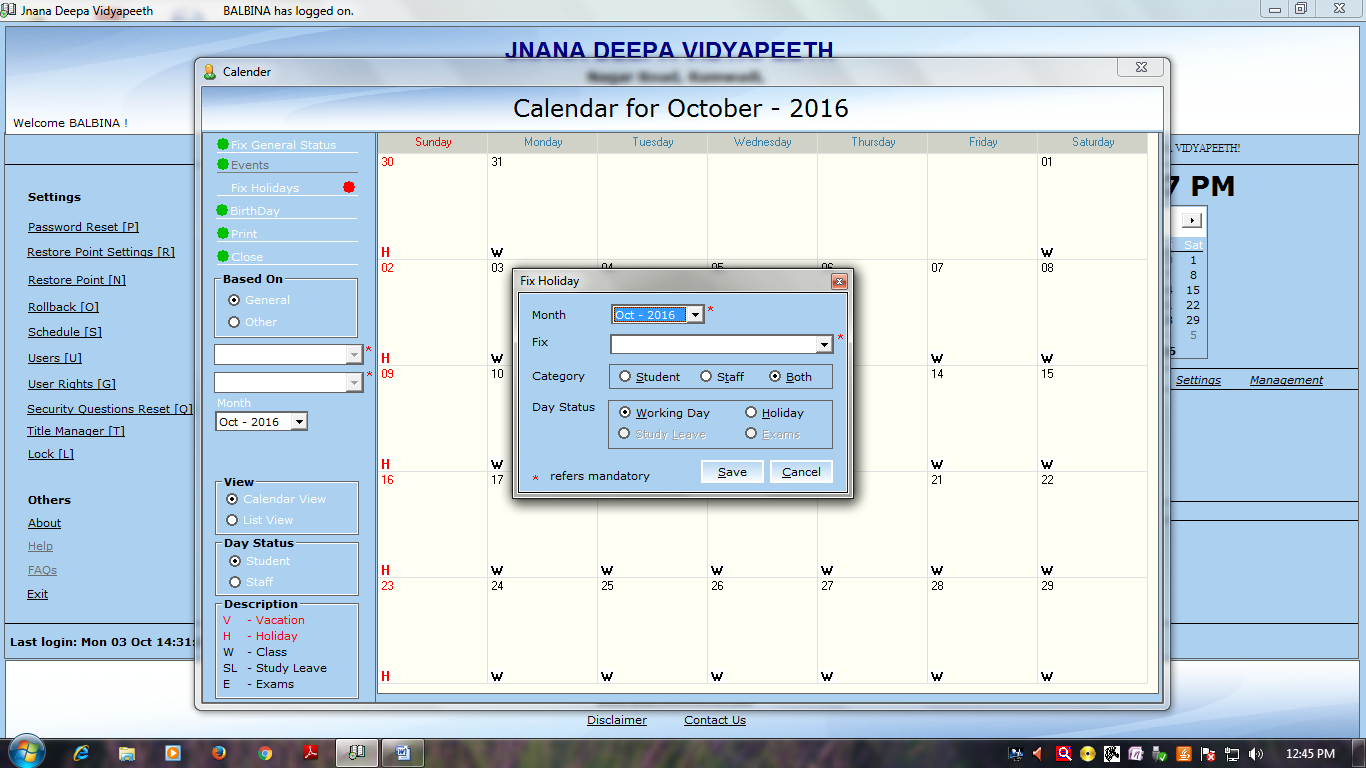 Jnana Deepa Vidyapeeth BALBINA has logged on.
JNANA DEEPA VIDYAPEETH
Calender
Calendar for October - 2016
Welcome BALBINA !
VIDYAPEETH!
7 PM
Settings
Password Reset [P]
Restore Point Settings [R]
Restore Point [N]
Rollback [O]
Schedule [S]
Users [U]
User Rights [G]
Security Questions Reset [Q]
Title Manager [T]
Lock [L]
Others
About
Help
FAQs
Exit
Last login: Mon 03 Oct 14:31:
Fix General Status
Events
Fix Holidays
BirthDay
Print
Close
Based On
General
Other
*
*
Month
Oct - 2016
View
Calendar View
List View
Day Status
Student
Staff
Description
V - Vacation
H - Holiday
W - Class
SL - Study Leave
E - Exams
Sunday Monday Tuesday Wednesday Thursday Friday Saturday
30 31 01
H W W
02 03 04 05 06 07 08
H W W W
09 10 14 15
H W W W
16 17 21 22
H W W W W W W
23 24 25 26 27 28 29
H W W W W W W
Fix Holiday
Month Oct - 2016 *
Fix *
Category Student Staff Both
Day Status Working Day Holiday
Study Leave Exams
* refers mandatory Save Cancel
Sat
1
8
14 15
22
28 29
5
Settings Management
Disclaimer Contact Us
12:45 PM